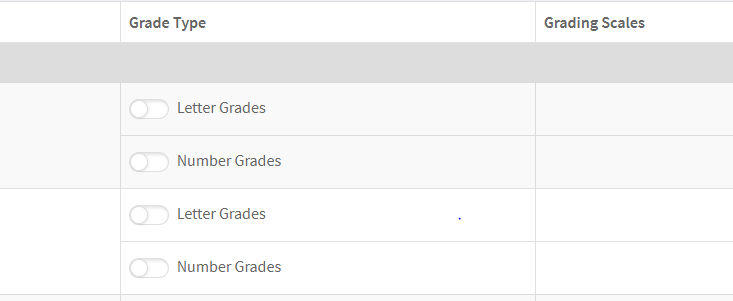 Grade Type
Grading Scales
Letter Grades
Number Grades
Letter Grades
Number Grades